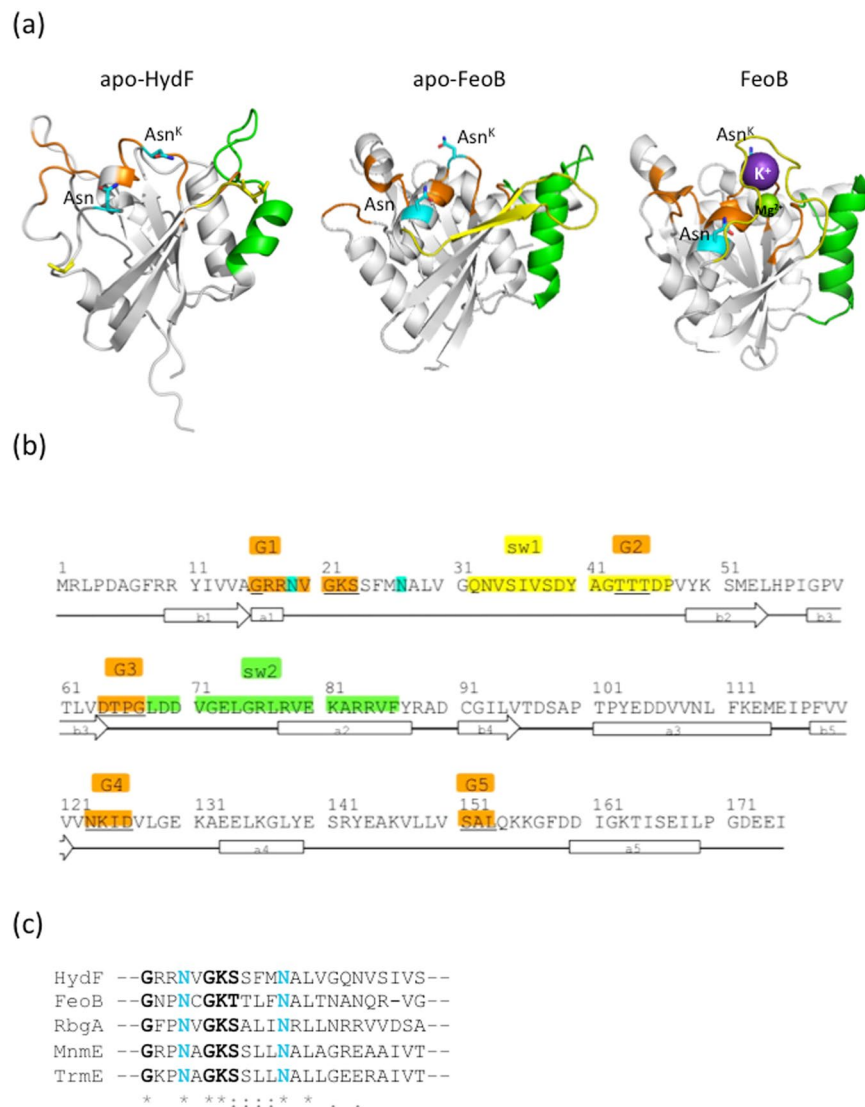 (a)
apo-HydF apo-FeoB FeoB
Asnᴷ Asnᴷ Asnᴷ
K⁺
Mg²⁺
Asn Asn Asn
(b)
G1 sw1 G2
1 11 21 31 41 51
MRLPDAGFRR YIVVAGRRNV GKSSFMNALV GQNVSIVSDY AGTTTDPVYK SMELHPIGPV
b1 a1 b2 b3
G3 sw2
61 71 81 91 101 111
TLVDTPGLDD VGELGRLRVE KARRVFYRAD CGILVTDSAP TPYEDDVVNL FKEMEIPFVV
b3 a2 b4 a3 b5
G4 G5
121 131 141 151 161 171
VVNKIDVLGE KAEELKGLYE SRYEAKVLLV SALQKKGFDD IGKTISEILP GDEEI
a4 a5
(c)
HydF --GRRNVGKSSFMNALVGQNVSIVS--
FeoB --GNPNCGKTTLFNALTNANQR-VG--
RbgA --GFPNVGKSALINRLLNRRVVDSA--
MnmE --GRPNAGKSSLLNALAGREAAIVT--
TrmE --GKPNAGKSSLLNALLGEERAIVT--
* * **::::* * . .